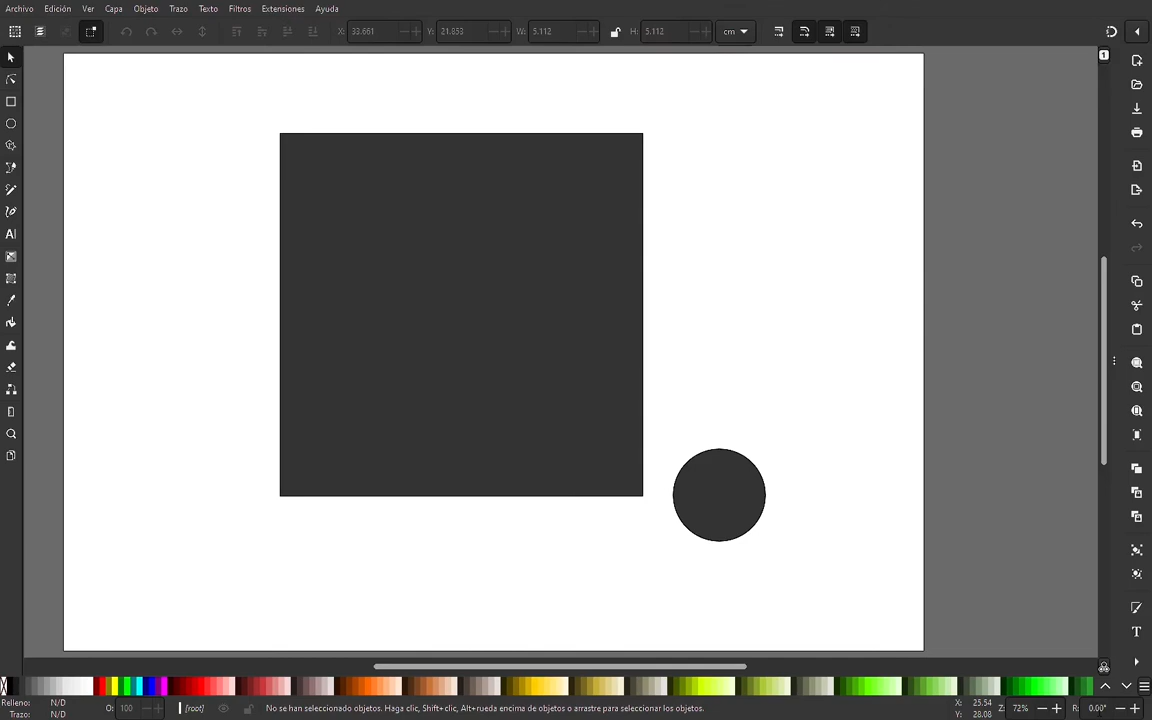 Archivo Edición Ver Capa Objeto Trazo Texto Filtros Extensiones Ayuda
X: 33.661 Y: 21.853 W: 5.112 H: 5.112 cm
1
A
T
Relleno: N/D O: 100 [root] No se han seleccionado objetos. Haga clic, Shift+clic, Alt+rueda encima de objetos o arrastre para seleccionar los objetos. X: 25.54 Z: 72% R: 0.00°
Trazo: N/D Y: 28.08